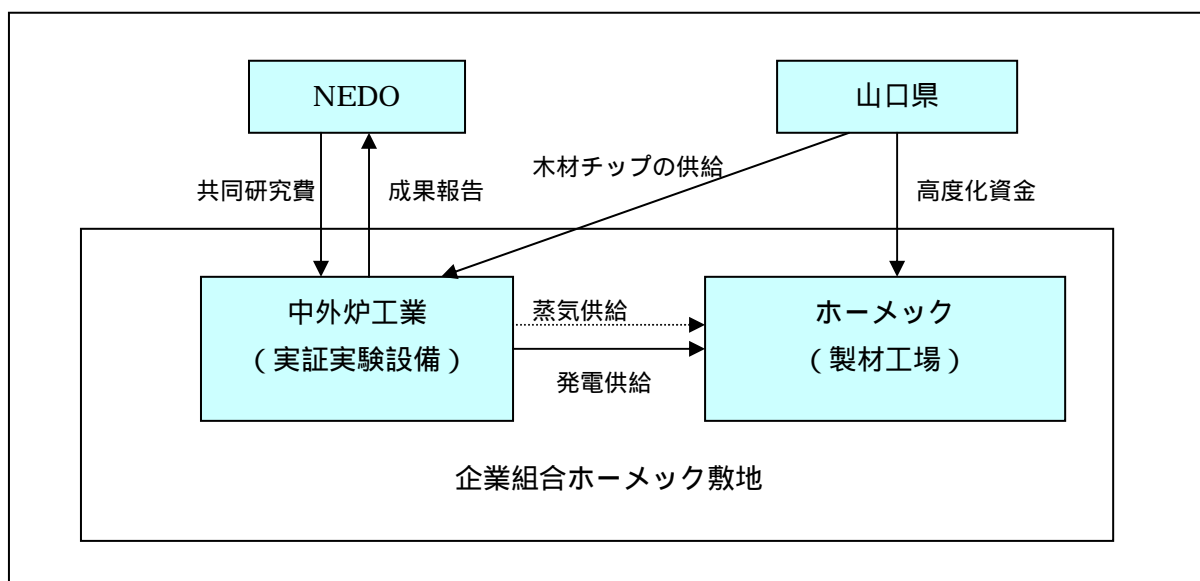 NEDO
山口県
木材チップの供給
共同研究費
成果報告
高度化資金
中外炉工業
（実証実験設備）
蒸気供給
発電供給
ホーメック
（製材工場）
企業組合ホーメック敷地